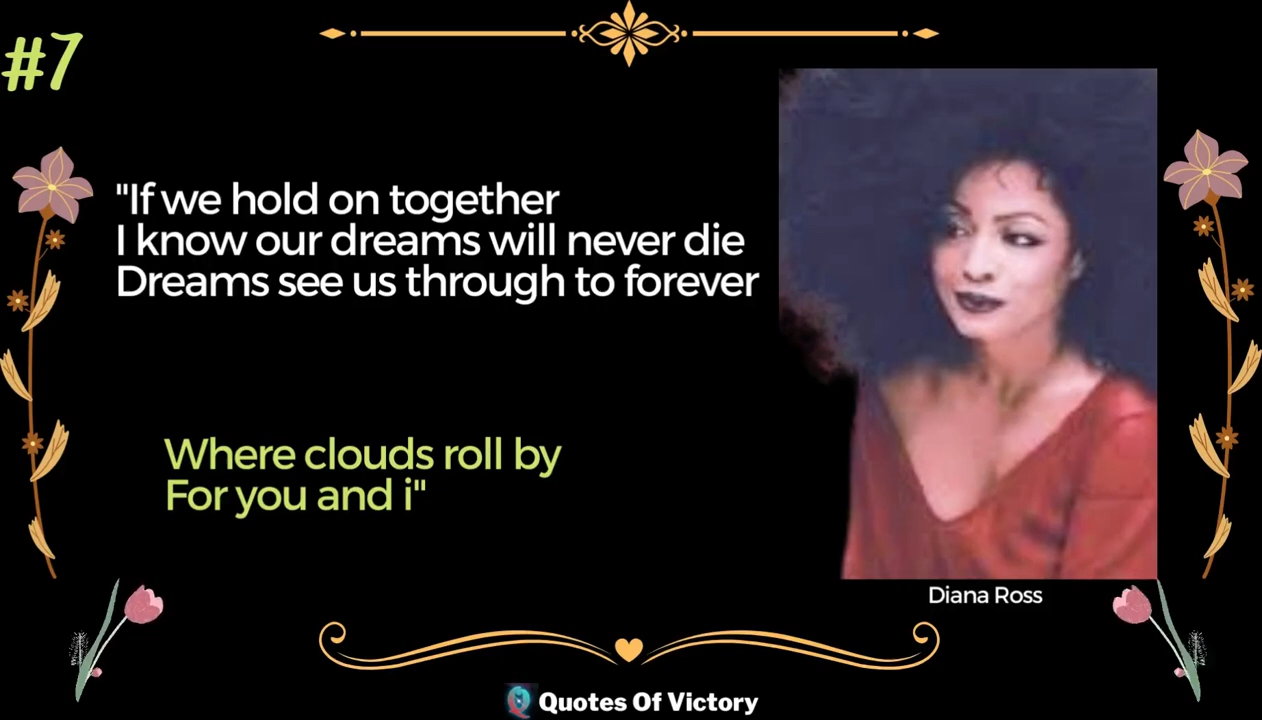 #7
"If we hold on together
I know our dreams will never die
Dreams see us through to forever
Where clouds roll by
For you and i"
Diana Ross
Quotes Of Victory